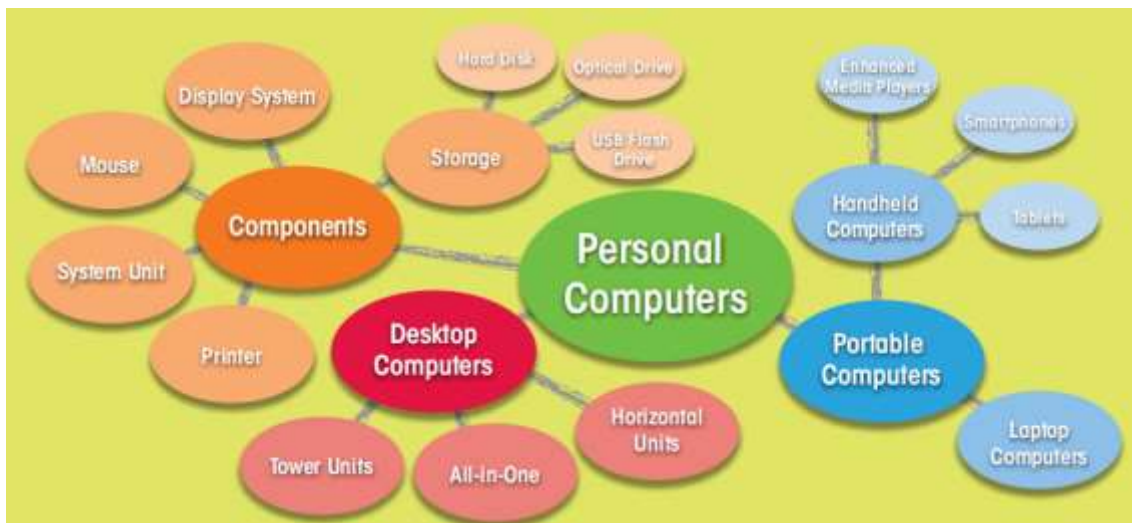 Hard Disk
Optical Drive
Enhanced
Media Players
Display System
Smartphones
Mouse
Storage
USB Flash
Drive
Components
Handheld
Computers
Tablets
Personal
Computers
System Unit
Desktop
Computers
Printer
Portable
Computers
Horizontal
Units
Laptop
Computers
Tower Units
All-in-One